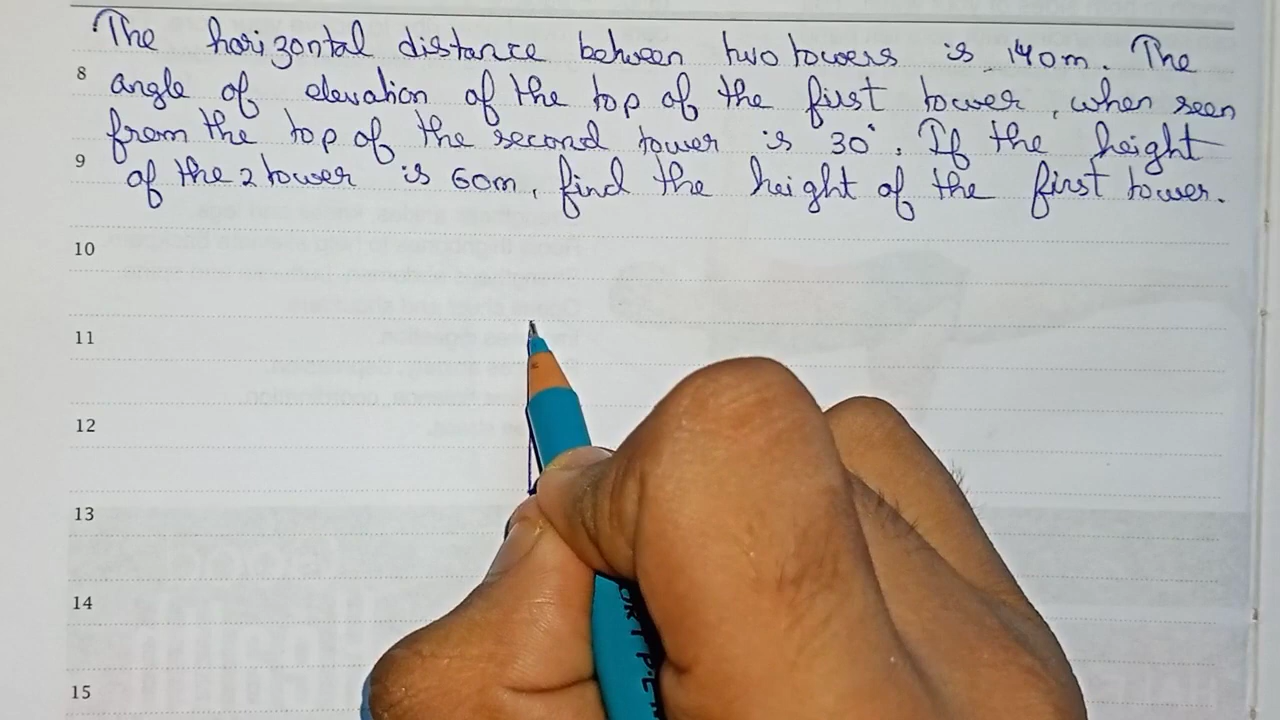 The horizontal distance between two towers is 140m. The
8
angle of elevation of the top of the first tower, when seen
from the top of the second tower is 30°. If the height
9
of the 2 tower is 60m, find the height of the first tower.
10
11
12
13
14
15